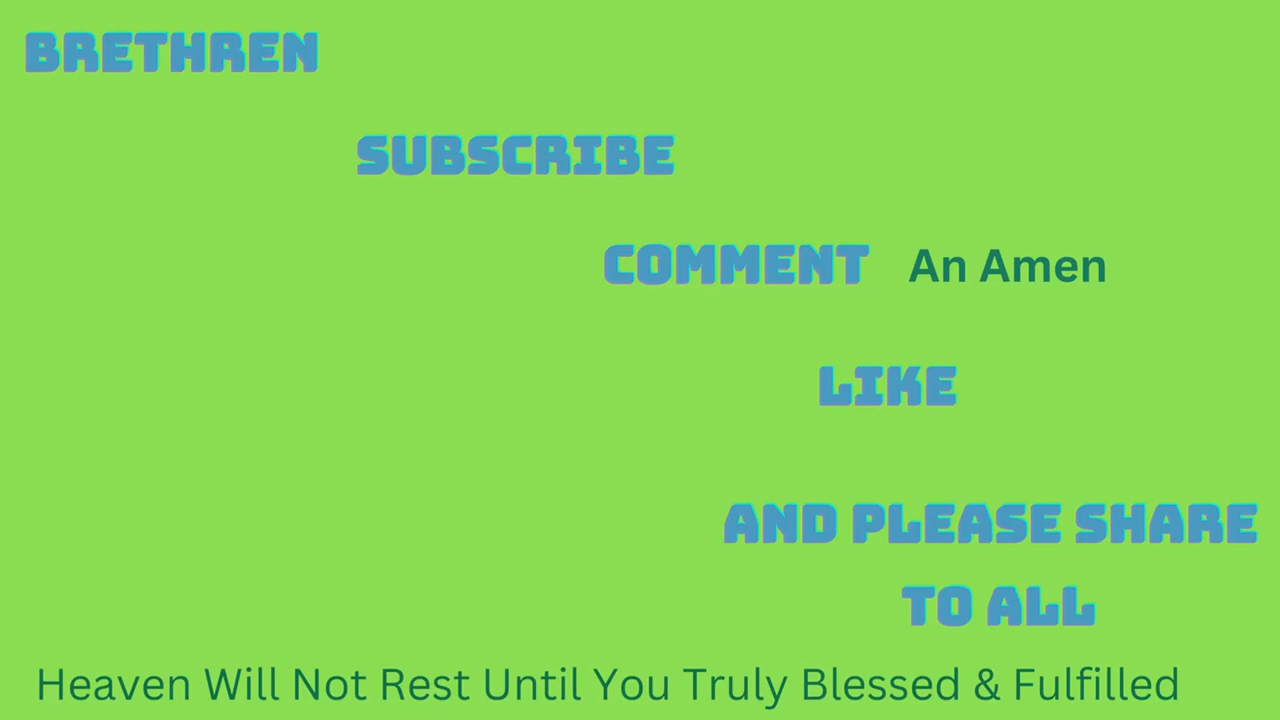 BRETHREN
SUBSCRIBE
COMMENT An Amen
LIKE
AND PLEASE SHARE
TO ALL
Heaven Will Not Rest Until You Truly Blessed & Fulfilled